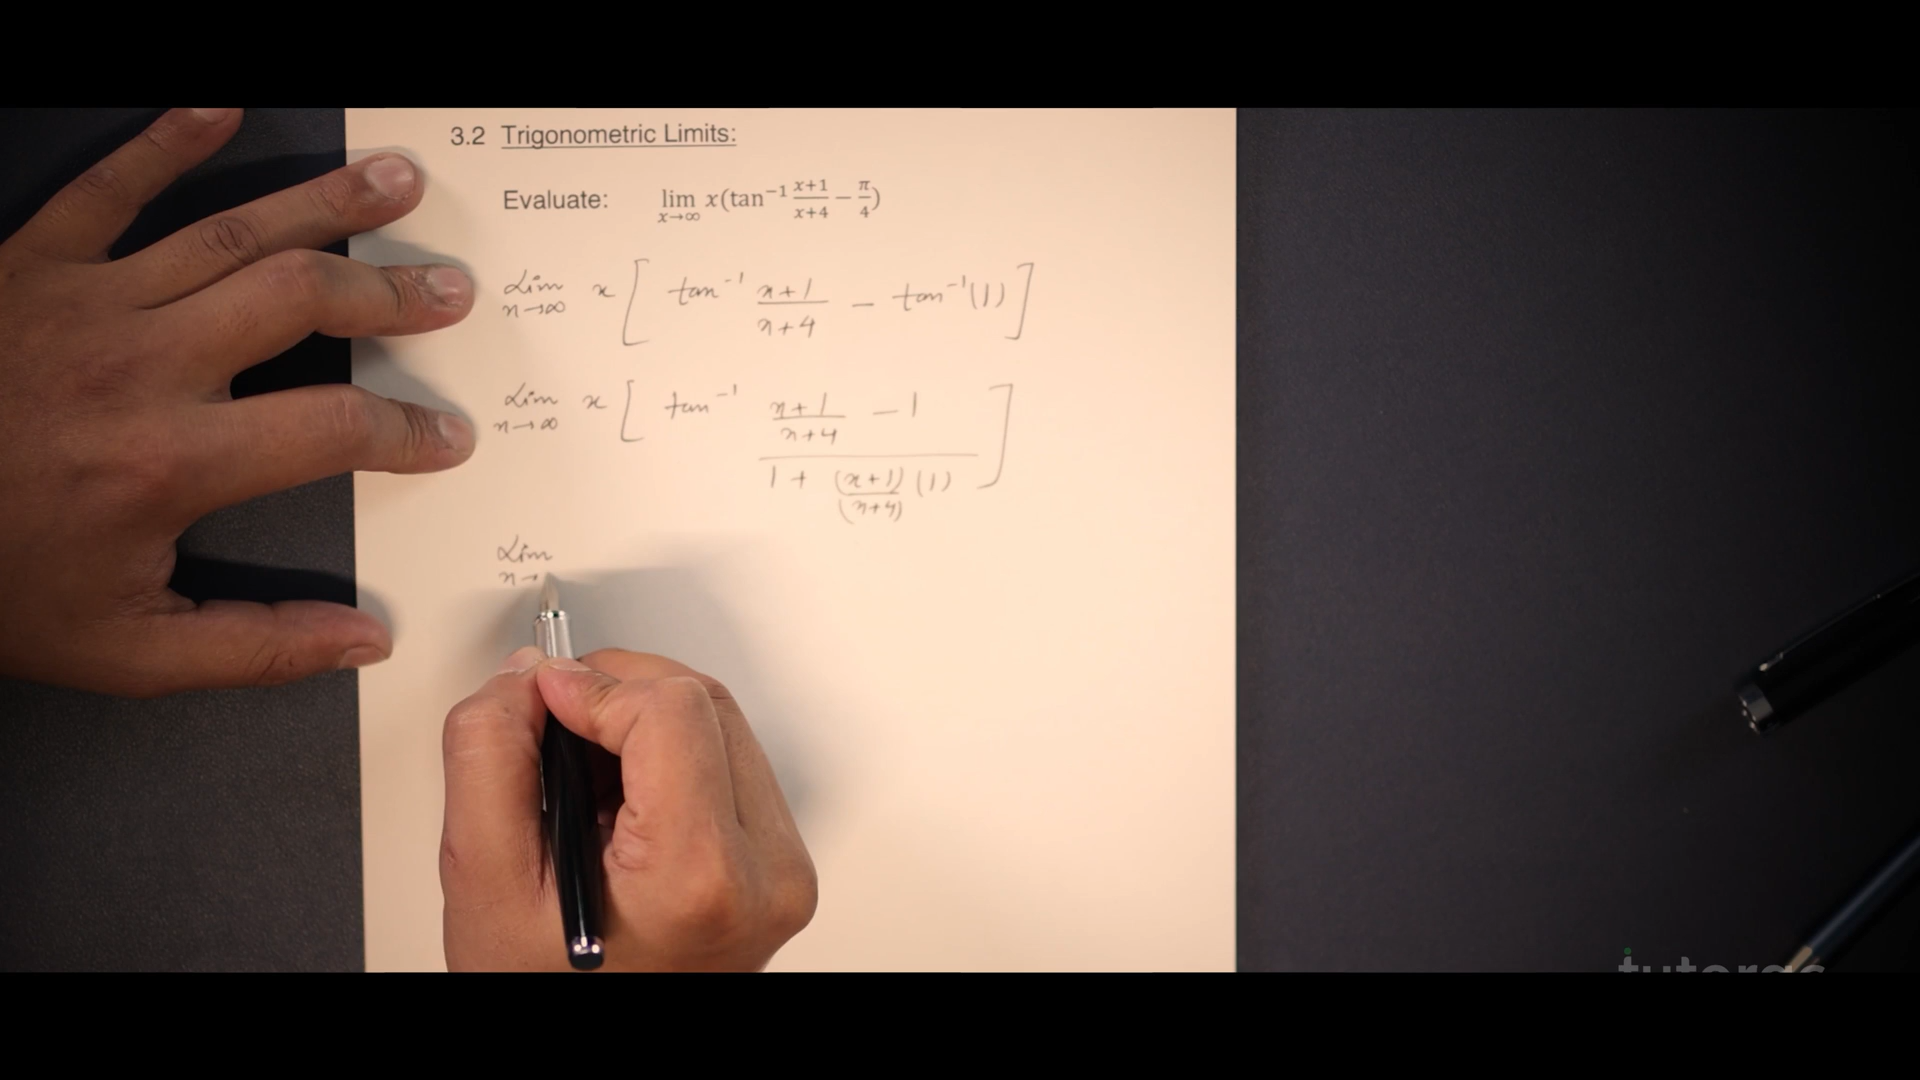 3.2 Trigonometric Limits:
Evaluate: lim x→∞ x(tan⁻¹ x+1/x+4 − π/4)
Lim x→∞ x [ tan⁻¹ x+1/x+4 − tan⁻¹(1) ]
Lim x→∞ x [ tan⁻¹ x+1/x+4 − 1 / 1 + (x+1)/(x+4) (1) ]
Lim x→